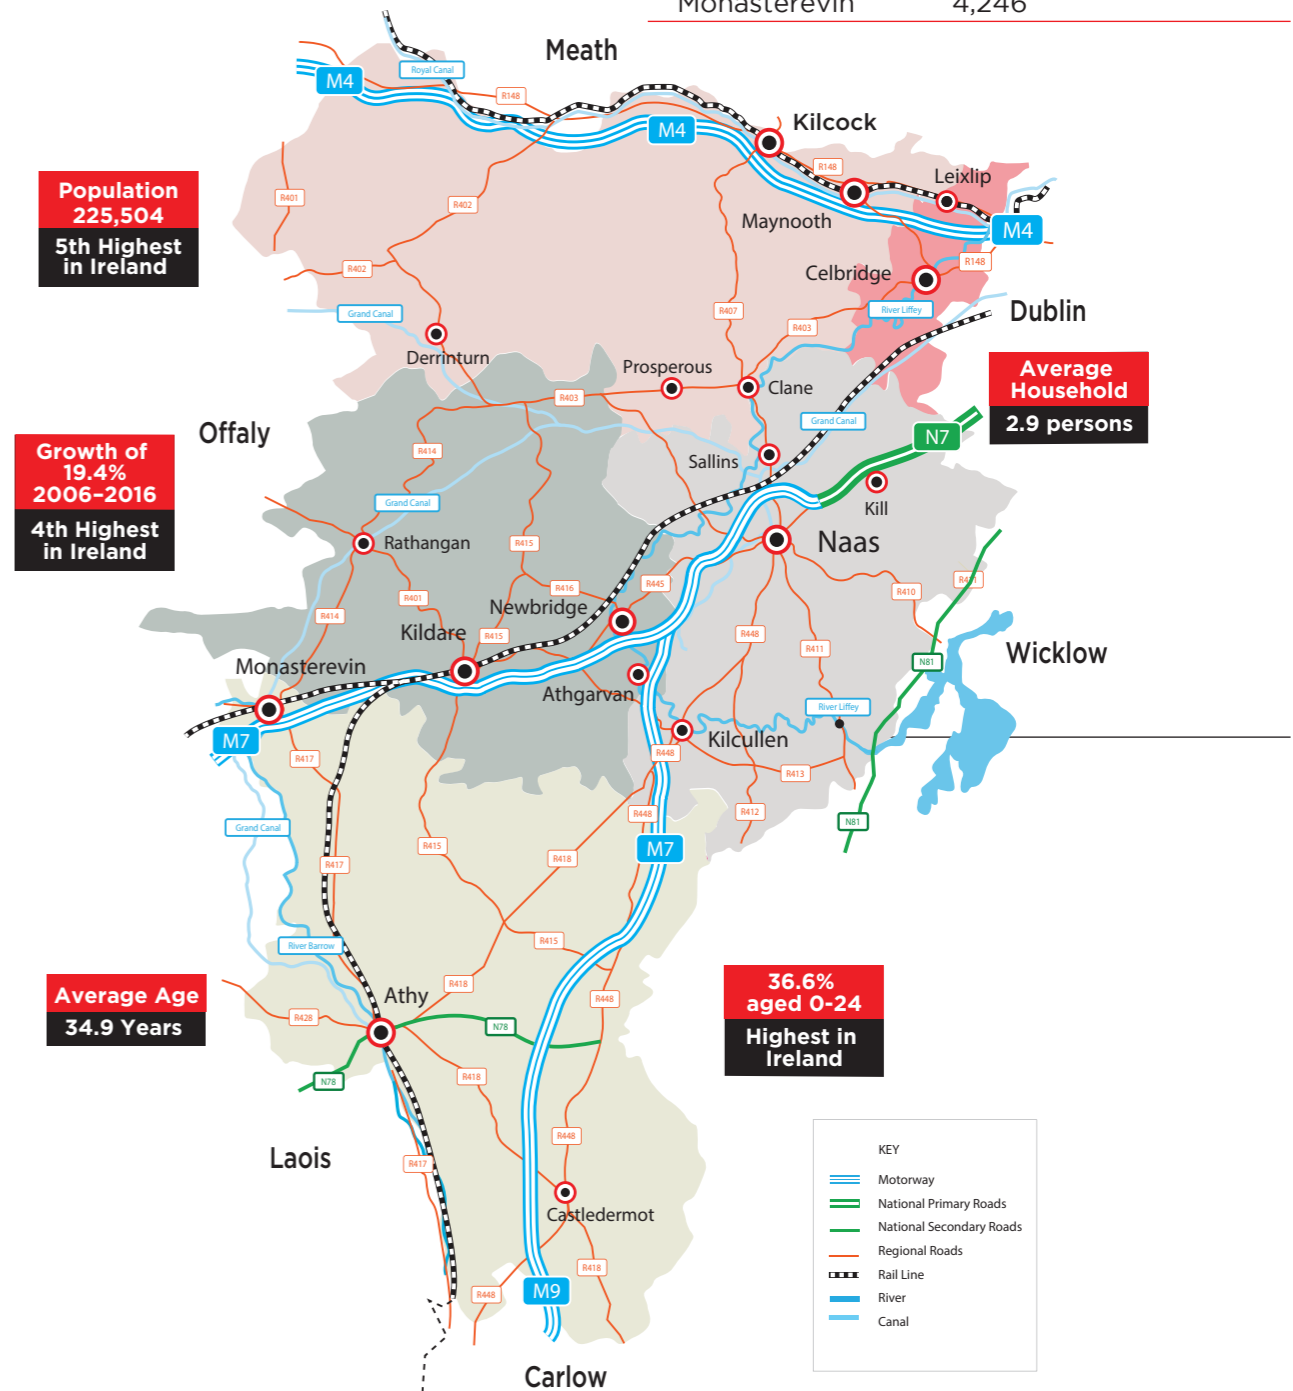 Monasterevin 4,246
Meath
Royal Canal
M4
R148
M4
Kilcock
R148
Leixlip
Population
225,504
5th Highest
in Ireland
R401
R402
Maynooth
M4
R402
Celbridge
R148
Grand Canal
R407
River Liffey
Dublin
R403
Derrinturn
Prosperous
Clane
Average
Household
2.9 persons
R403
Offaly
Grand Canal
N7
Growth of
19.4%
2006–2016
4th Highest
in Ireland
R414
Sallins
Grand Canal
Kill
Rathangan
R415
Naas
R401
R416
R445
R410
R411
R414
Newbridge
Kildare
R415
R448
R411
Wicklow
N81
Monasterevin
Athgarvan
River Liffey
M7
Kilcullen
R417
R448
R413
Grand Canal
R448
R412
N81
R415
M7
R417
R418
River Barrow
R415
Average Age
34.9 Years
Athy
R418
R448
36.6%
aged 0-24
Highest in
Ireland
R428
N78
N78
R418
R448
Laois
R417
Castledermot
R418
R448
M9
Carlow
KEY
Motorway
National Primary Roads
National Secondary Roads
Regional Roads
Rail Line
River
Canal